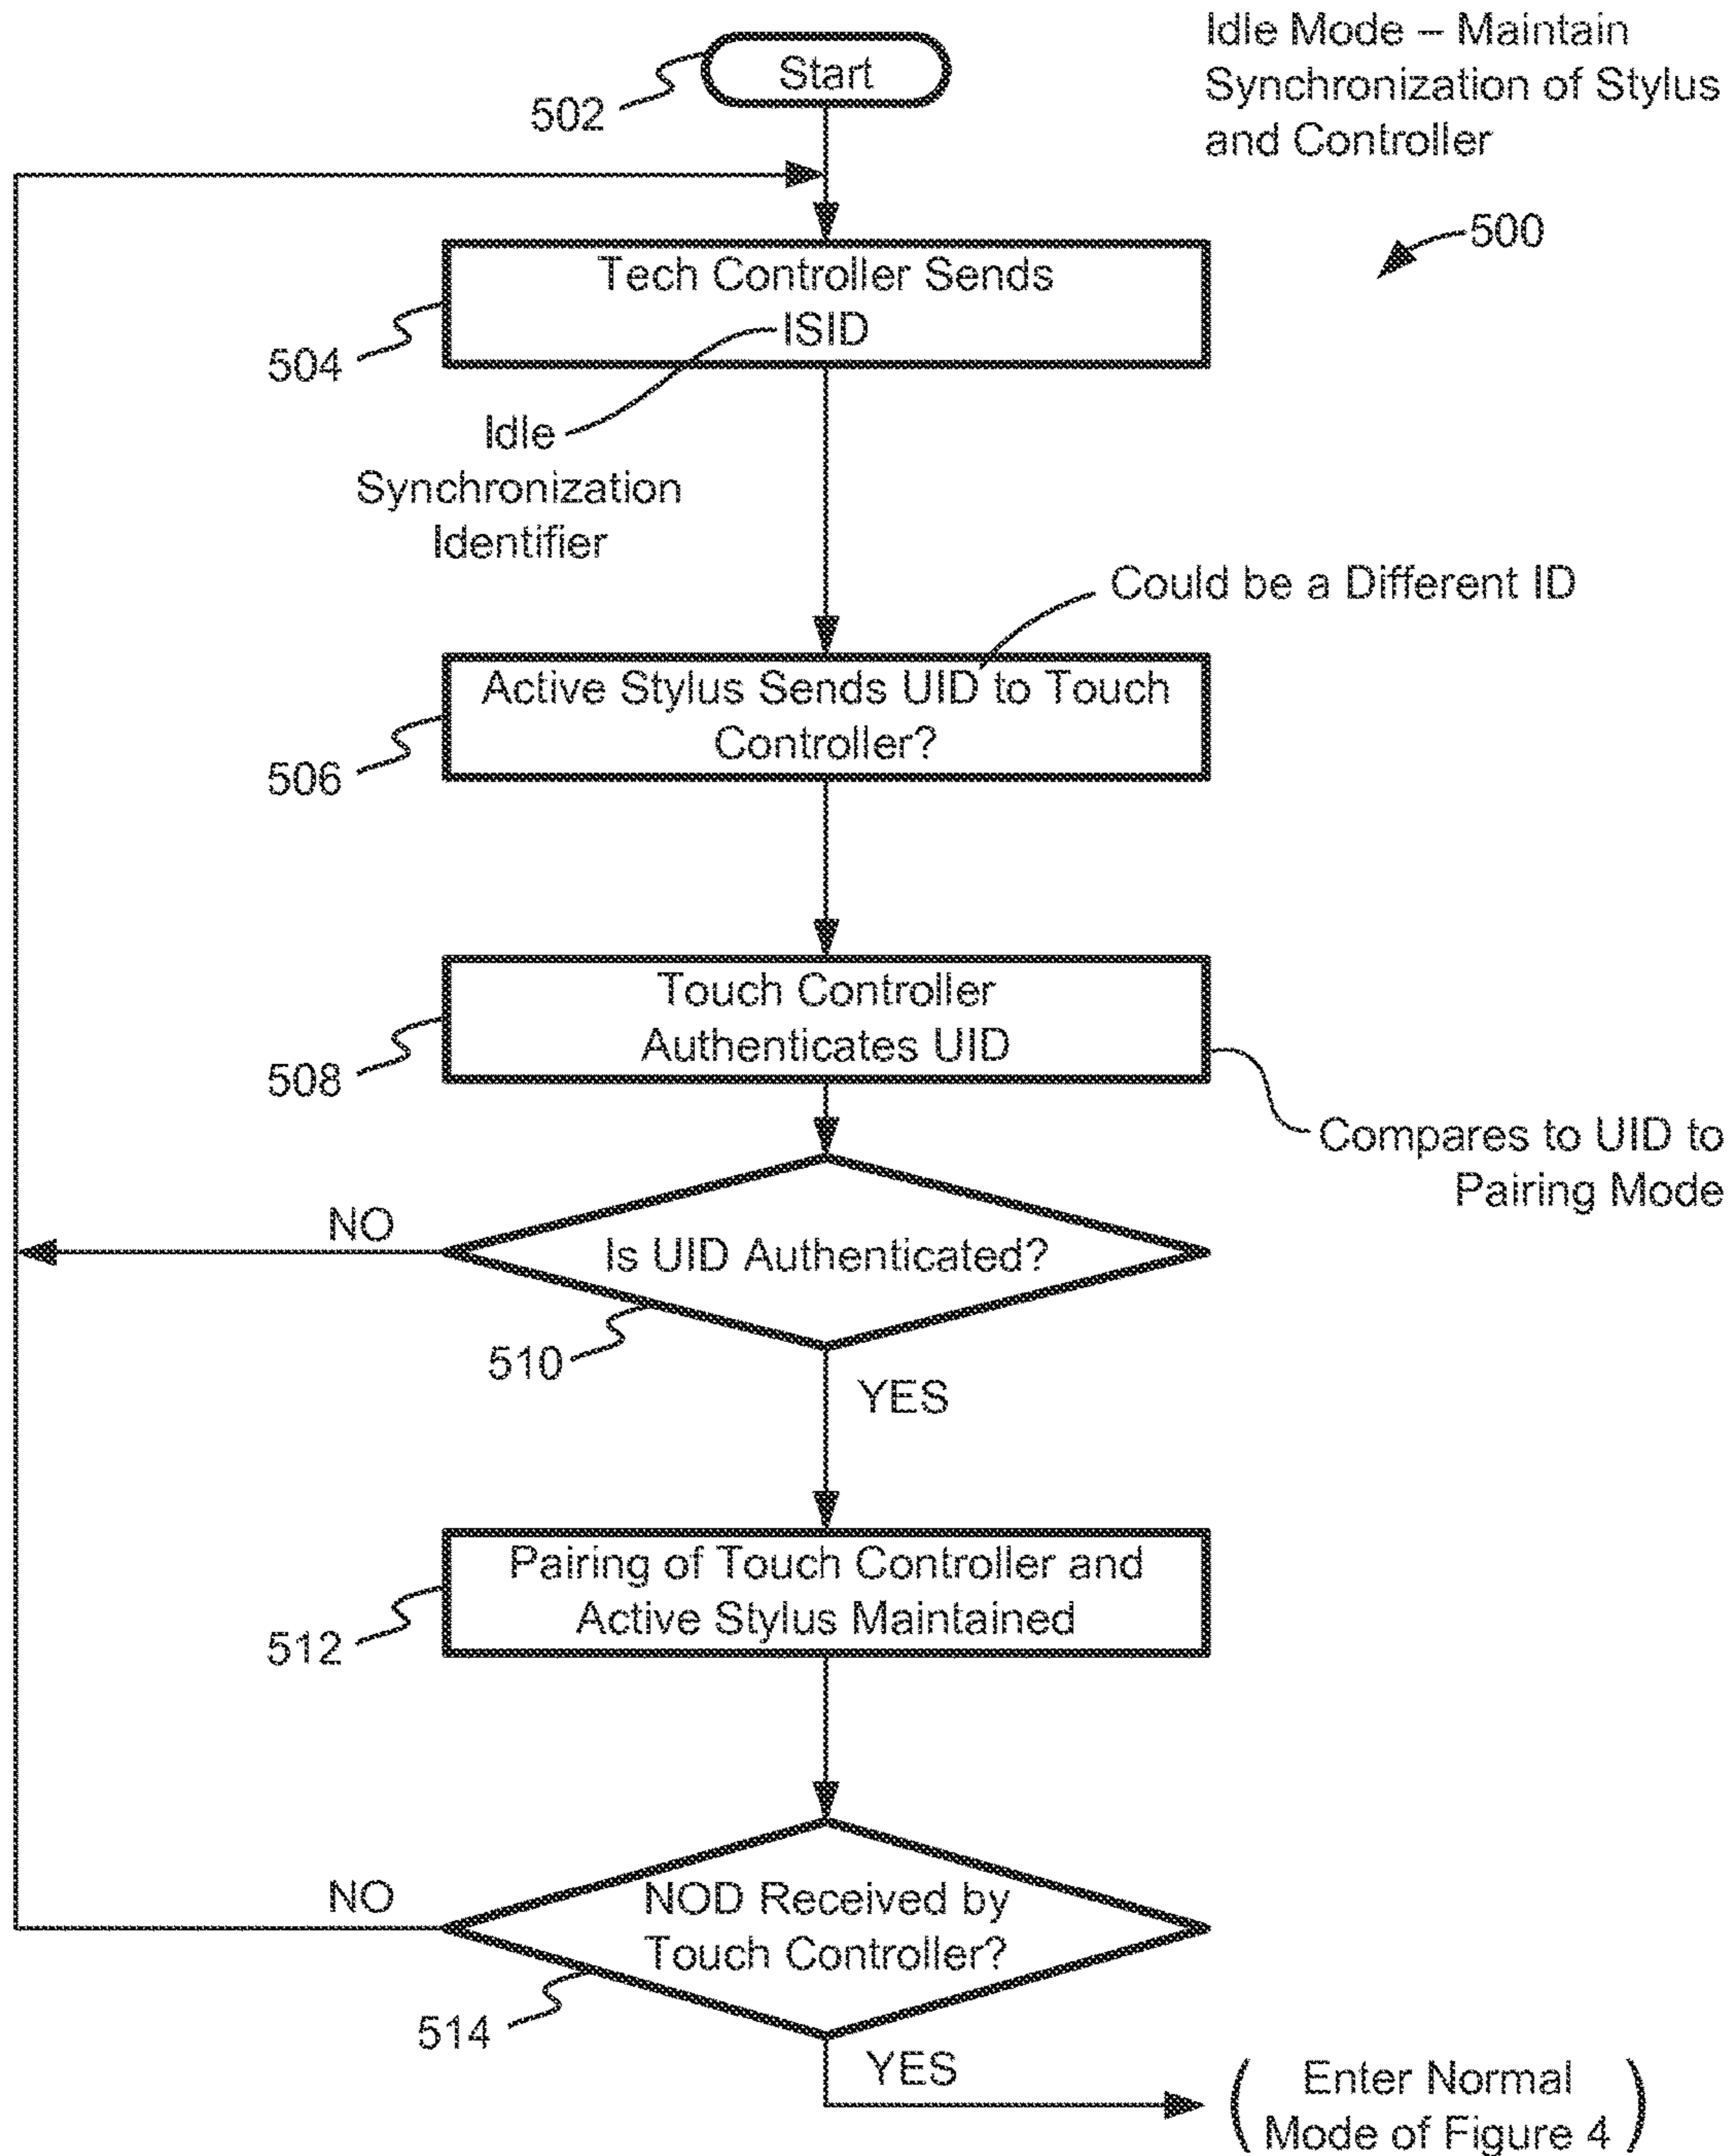 Idle Mode – Maintain
Synchronization of Stylus
and Controller
Start
502
500
Tech Controller Sends
ISID
504
Idle
Synchronization
Identifier
Could be a Different ID
Active Stylus Sends UID to Touch
Controller?
506
Touch Controller
Authenticates UID
508
Compares to UID to
Pairing Mode
NO
Is UID Authenticated?
510
YES
Pairing of Touch Controller and
Active Stylus Maintained
512
NO
NOD Received by
Touch Controller?
514
YES
( Enter Normal
Mode of Figure 4 )